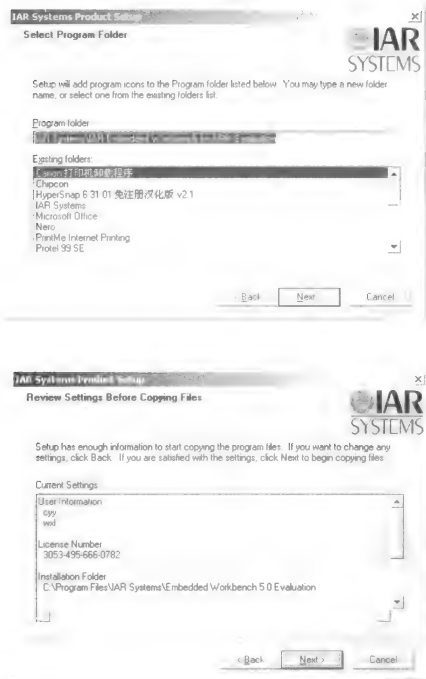 IAR Systems Product Setup
Select Program Folder
IAR
SYSTEMS
Setup will add program icons to the Program folder listed below. You may type a new folder
name, or select one from the existing folders list.
Program folder
Existing folders:
Canon打印机卸载程序
Chipcon
HyperSnap 6.31.01 免注册汉化版 v2.1
IAR Systems
Microsoft Office
Nero
PrintMe Internet Printing
Protel 99 SE
Back Next Cancel
IAR Systems Product Setup
Review Settings Before Copying Files
IAR
SYSTEMS
Setup has enough information to start copying the program files. If you want to change any
settings, click Back. If you are satisfied with the settings, click Next to begin copying files
Current Settings
User Information
License Number
3053-495-666-0782
Installation Folder
C:\Program Files\IAR Systems\Embedded Workbench 5.0 Evaluation
< Back Next > Cancel